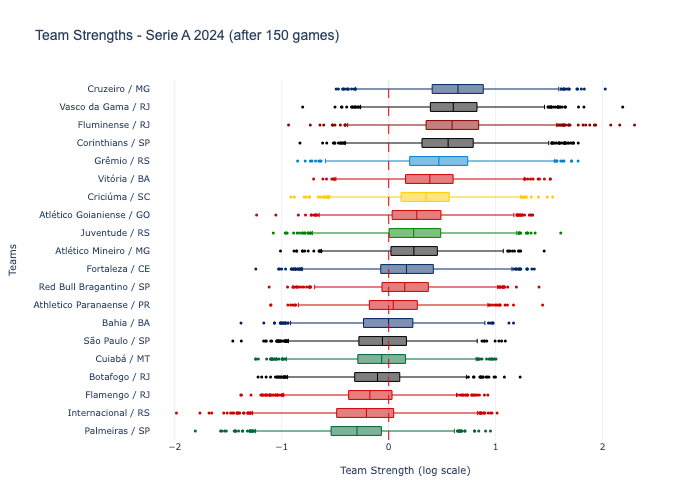 Team Strengths - Serie A 2024 (after 150 games)
Cruzeiro / MG
Vasco da Gama / RJ
Fluminense / RJ
Corinthians / SP
Grêmio / RS
Vitória / BA
Criciúma / SC
Atlético Goianiense / GO
Juventude / RS
Atlético Mineiro / MG
Fortaleza / CE
Red Bull Bragantino / SP
Athletico Paranaense / PR
Bahia / BA
São Paulo / SP
Cuiabá / MT
Botafogo / RJ
Flamengo / RJ
Internacional / RS
Palmeiras / SP
Teams
−2 −1 0 1 2
Team Strength (log scale)